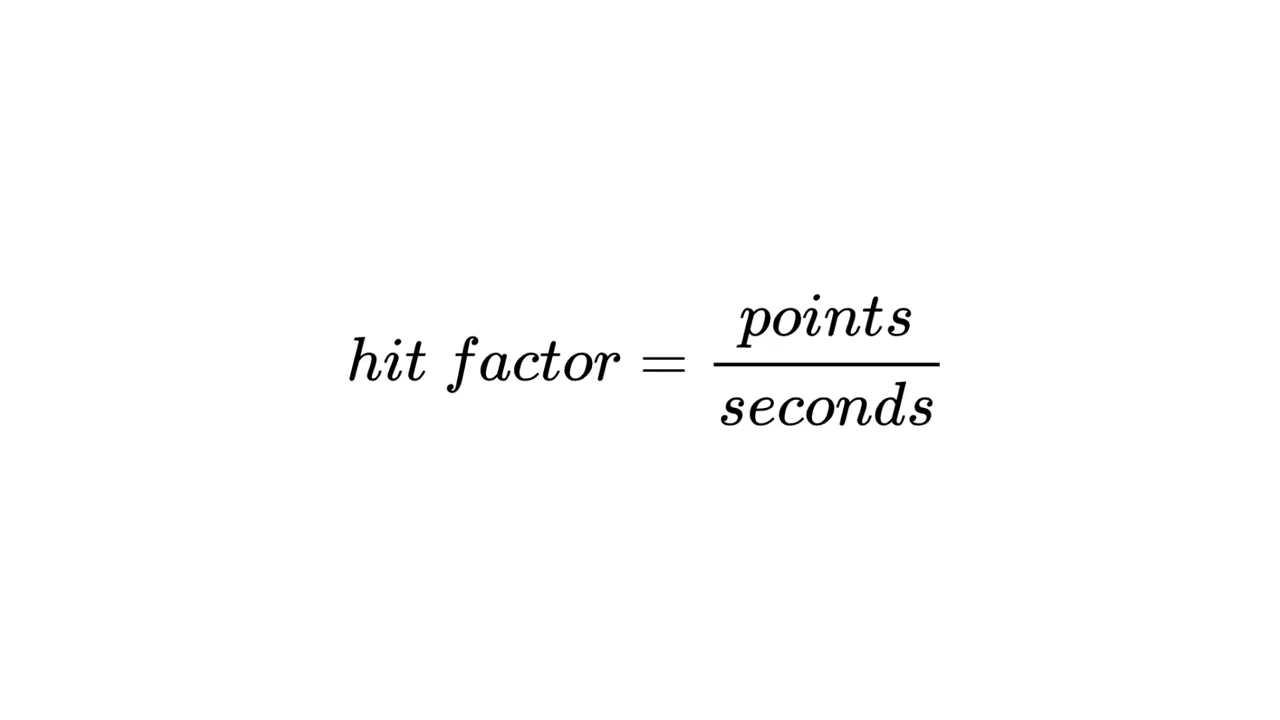 hit factor = points
seconds